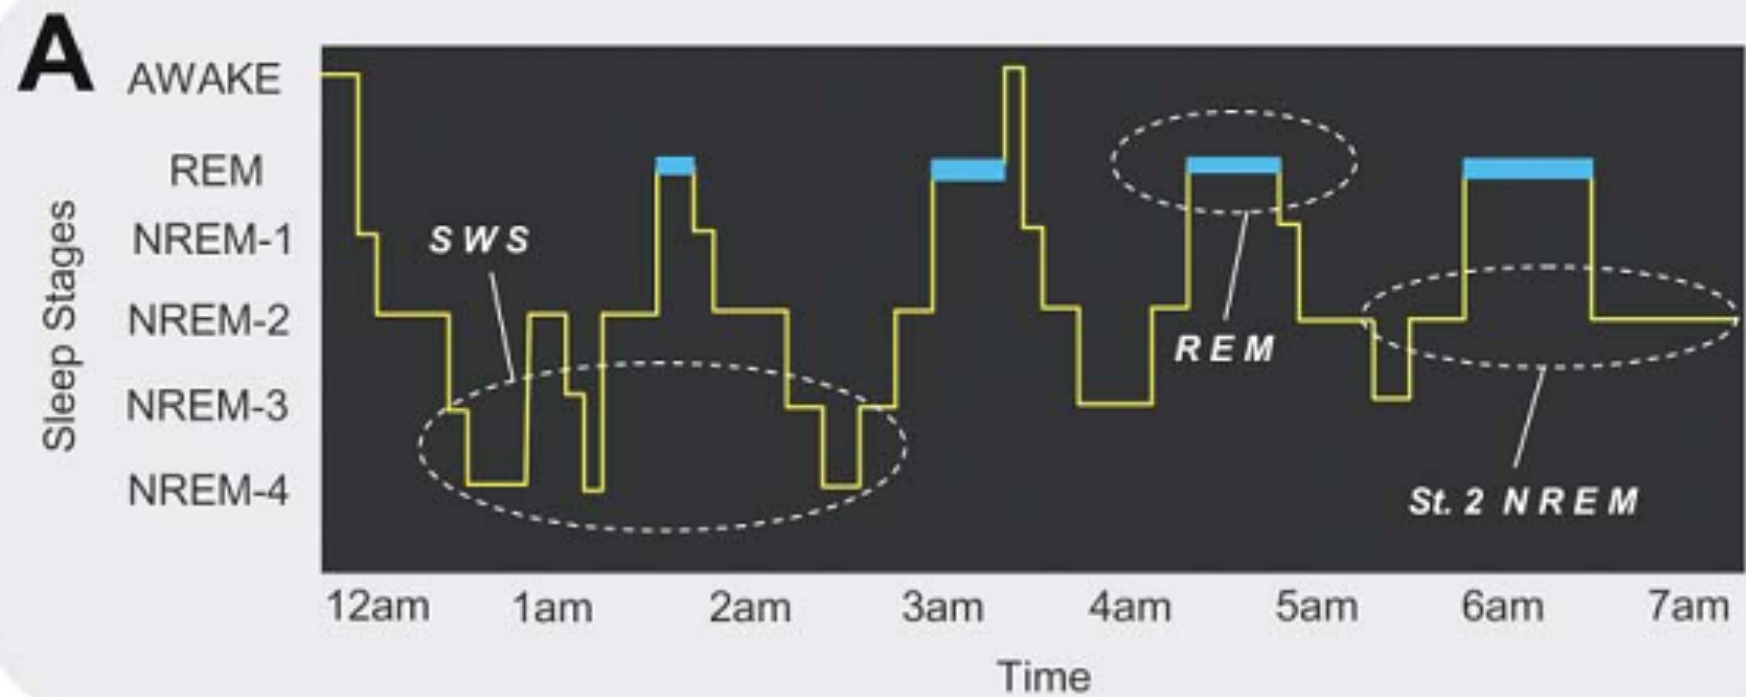 A
AWAKE
REM
NREM-1
NREM-2
NREM-3
NREM-4
Sleep Stages
SWS
REM
St. 2 NREM
12am 1am 2am 3am 4am 5am 6am 7am
Time